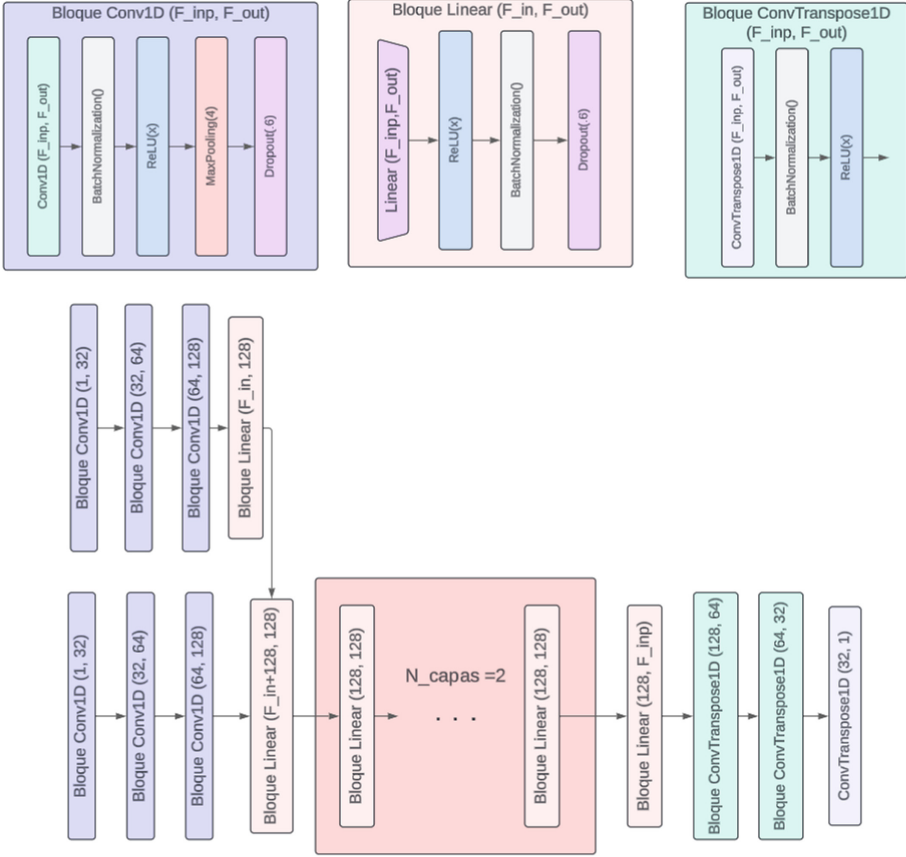 Bloque Conv1D (F_inp, F_out)
Conv1D (F_inp, F_out)
BatchNormalization()
ReLU(x)
MaxPooling(4)
Dropout(.6)
Bloque Linear (F_in, F_out)
Linear (F_inp,F_out)
ReLU(x)
BatchNormalization()
Dropout(.6)
Bloque ConvTranspose1D
(F_inp, F_out)
ConvTranspose1D (F_inp, F_out)
BatchNormalization()
ReLU(x)
Bloque Conv1D (1, 32)
Bloque Conv1D (32, 64)
Bloque Conv1D (64, 128)
Bloque Linear (F_in, 128)
Bloque Conv1D (1, 32)
Bloque Conv1D (32, 64)
Bloque Conv1D (64, 128)
Bloque Linear (F_in+128, 128)
Bloque Linear (128, 128)
N_capas =2
. . .
Bloque Linear (128, 128)
Bloque Linear (128, F_inp)
Bloque ConvTranspose1D (128, 64)
Bloque ConvTranspose1D (64, 32)
ConvTranspose1D (32, 1)